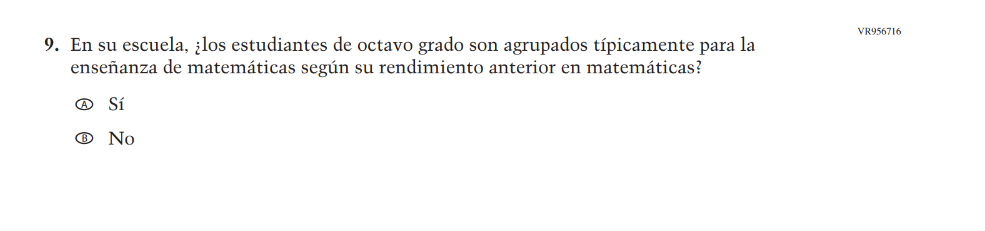 VR956716
9. En su escuela, ¿los estudiantes de octavo grado son agrupados típicamente para la
enseñanza de matemáticas según su rendimiento anterior en matemáticas?
A Sí
B No